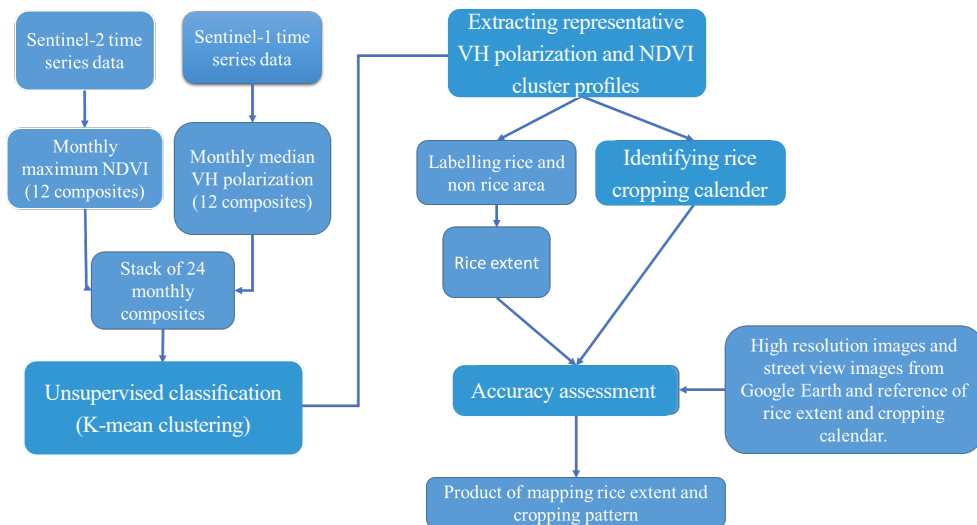 Sentinel-2 time
series data
Sentinel-1 time
series data
Monthly
maximum NDVI
(12 composites)
Monthly median
VH polarization
(12 composites)
Stack of 24
monthly
composites
Unsupervised classification
(K-mean clustering)
Extracting representative
VH polarization and NDVI
cluster profiles
Labelling rice and
non rice area
Identifying rice
cropping calender
Rice extent
Accuracy assessment
High resolution images and
street view images from
Google Earth and reference of
rice extent and cropping
calendar.
Product of mapping rice extent and
cropping pattern